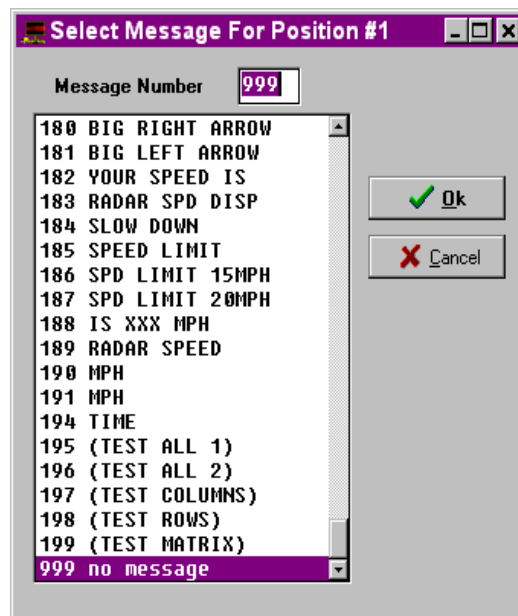 Select Message For Position #1
Message Number 999
180 BIG RIGHT ARROW
181 BIG LEFT ARROW
182 YOUR SPEED IS
183 RADAR SPD DISP
184 SLOW DOWN
185 SPEED LIMIT
186 SPD LIMIT 15MPH
187 SPD LIMIT 20MPH
188 IS XXX MPH
189 RADAR SPEED
190 MPH
191 MPH
194 TIME
195 (TEST ALL 1)
196 (TEST ALL 2)
197 (TEST COLUMNS)
198 (TEST ROWS)
199 (TEST MATRIX)
999 no message
Ok
Cancel